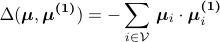 Δ(μ, μ⁽¹⁾) = − ∑_{i∈𝒱} μ_i · μ_i⁽¹⁾